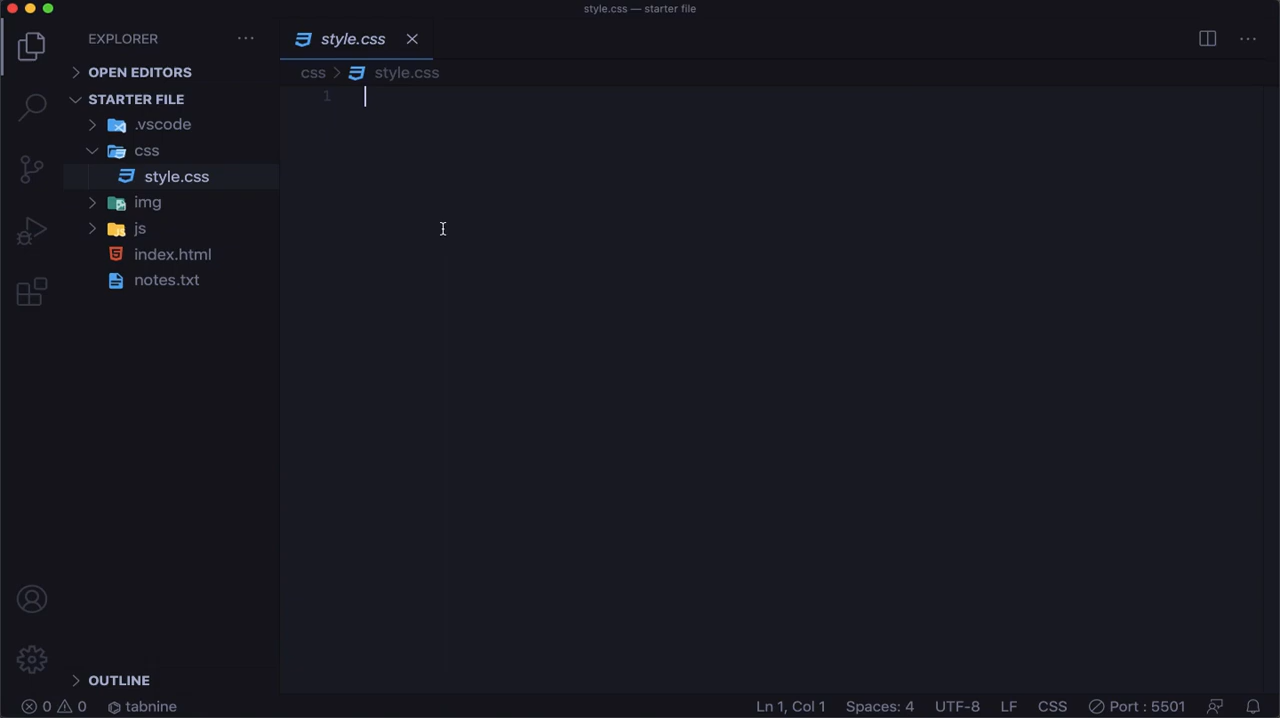 style.css — starter file
EXPLORER
style.css
OPEN EDITORS
css > style.css
STARTER FILE
1
.vscode
css
style.css
img
js
index.html
notes.txt
OUTLINE
0 0 tabnine Ln 1, Col 1 Spaces: 4 UTF-8 LF CSS Port : 5501